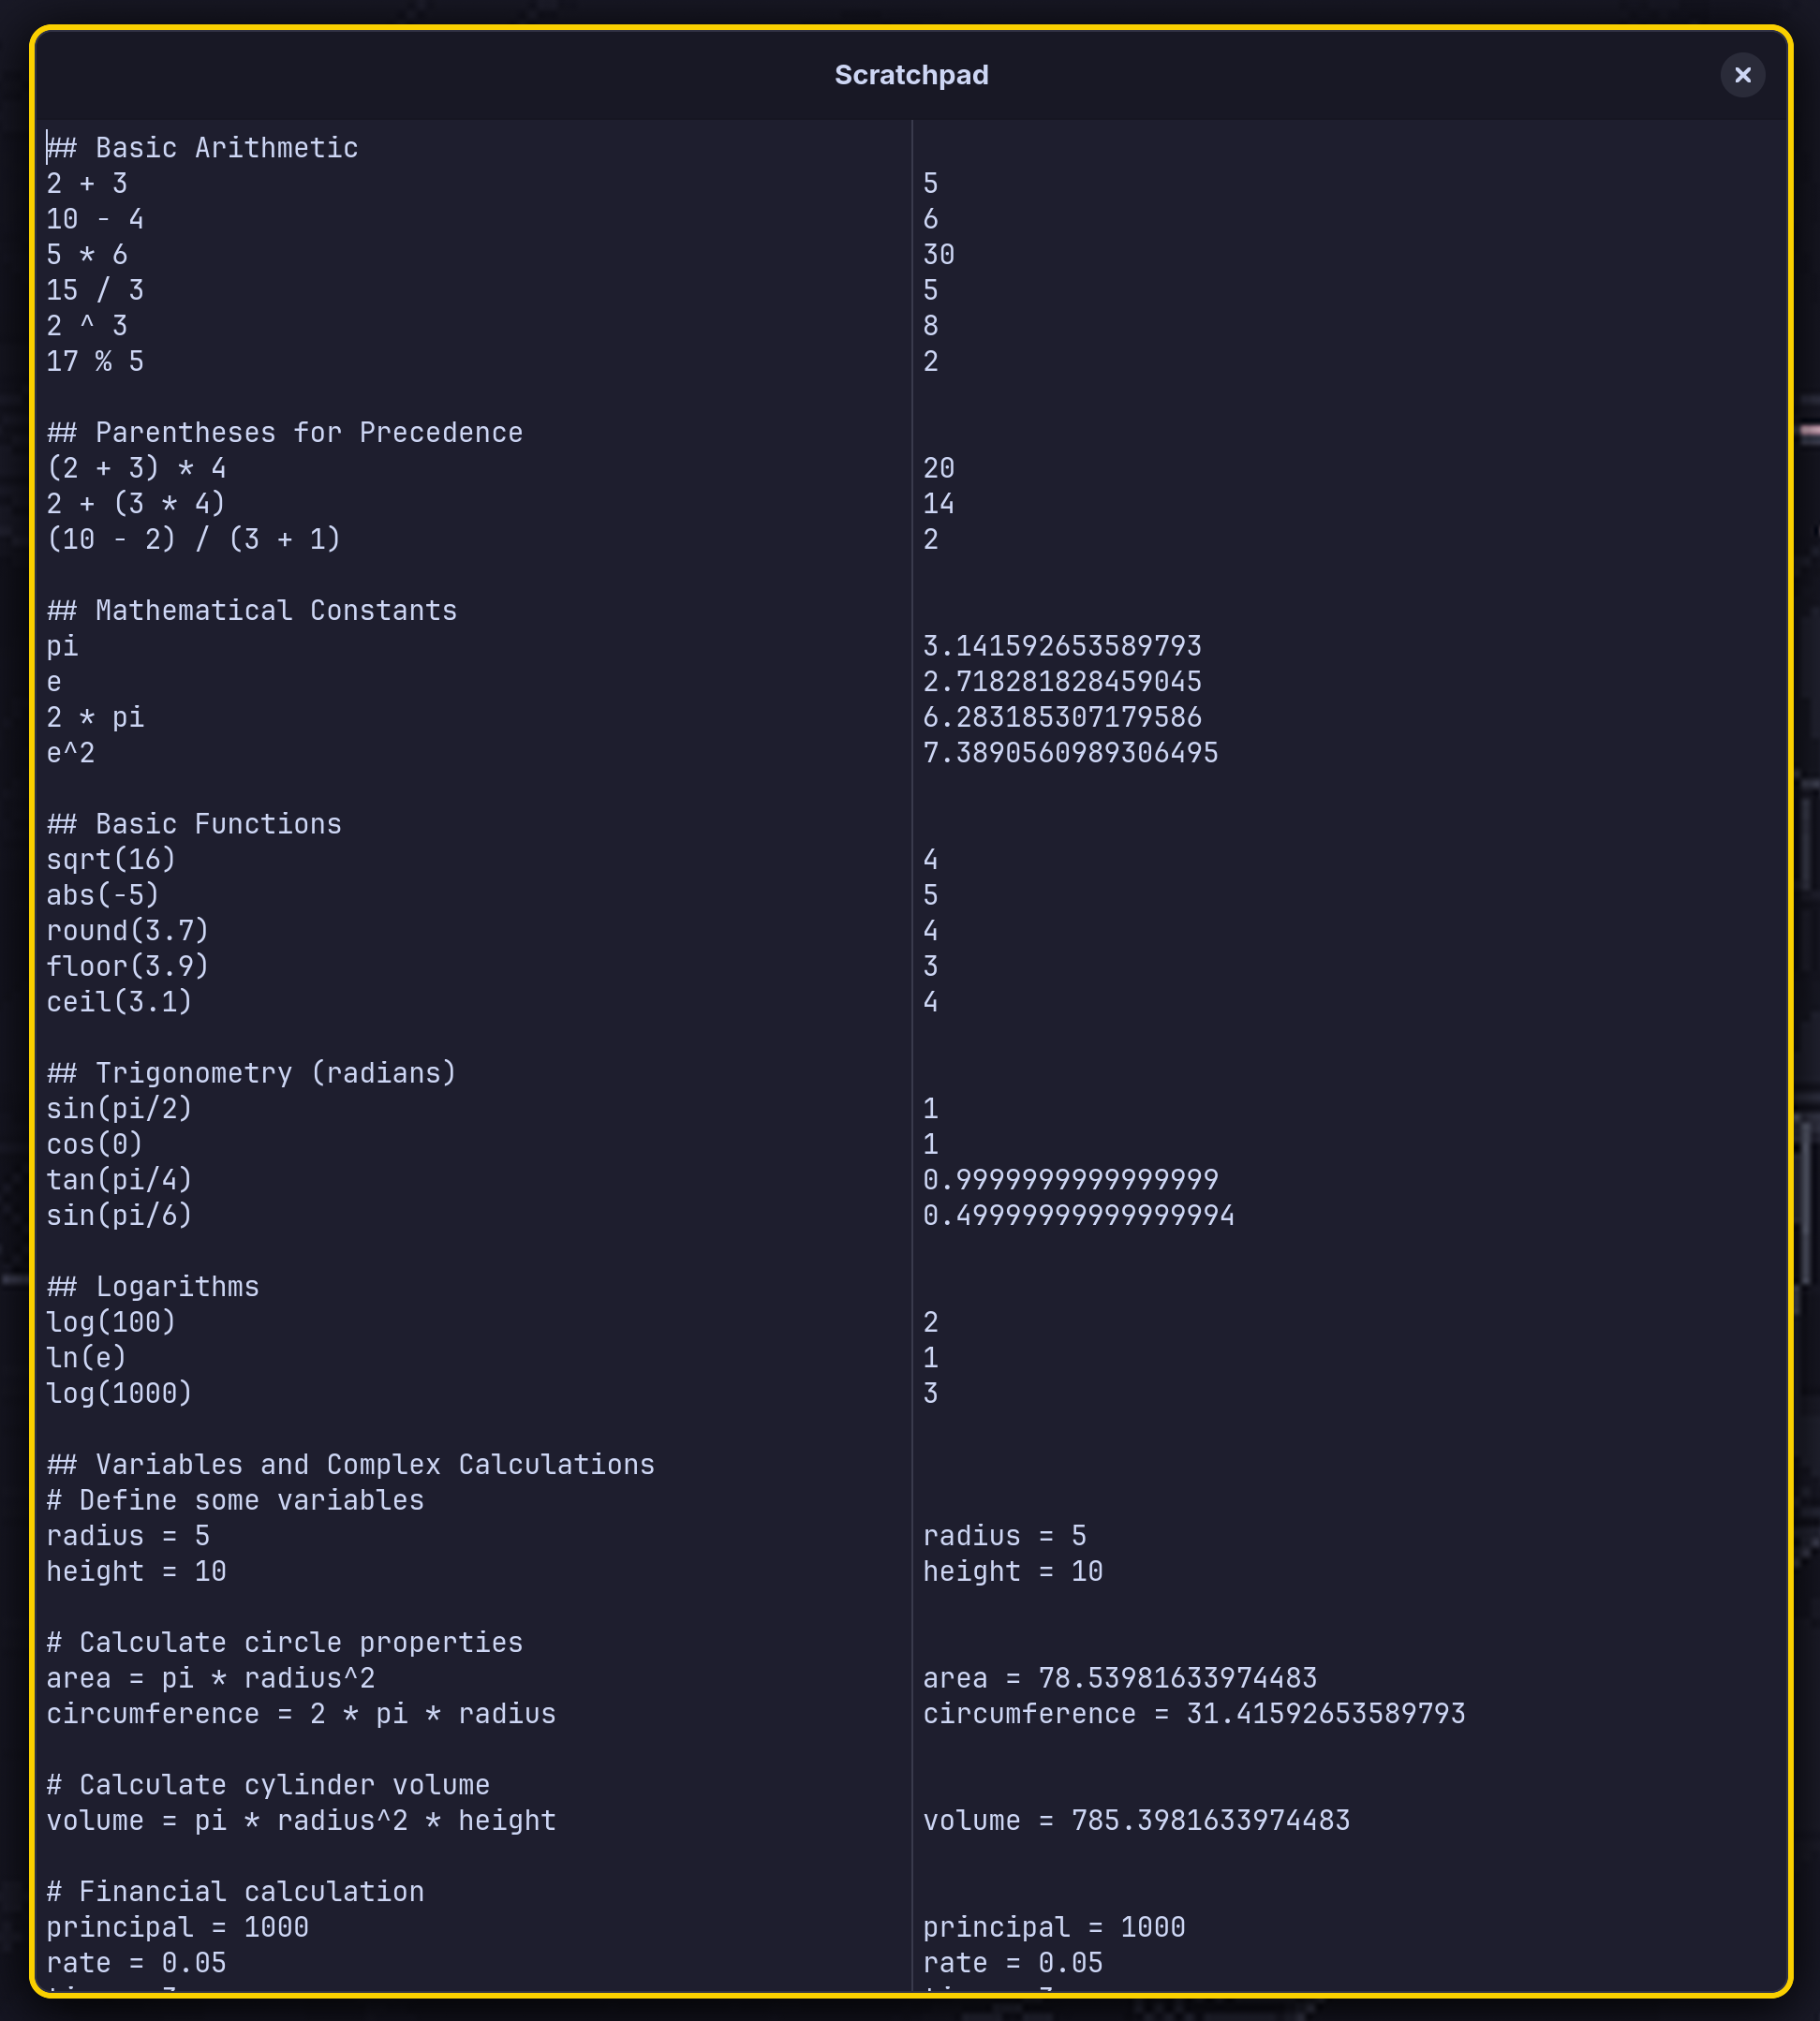 Scratchpad
## Basic Arithmetic
2 + 3 5
10 - 4 6
5 * 6 30
15 / 3 5
2 ^ 3 8
17 % 5 2
## Parentheses for Precedence
(2 + 3) * 4 20
2 + (3 * 4) 14
(10 - 2) / (3 + 1) 2
## Mathematical Constants
pi 3.141592653589793
e 2.718281828459045
2 * pi 6.283185307179586
e^2 7.3890560989306495
## Basic Functions
sqrt(16) 4
abs(-5) 5
round(3.7) 4
floor(3.9) 3
ceil(3.1) 4
## Trigonometry (radians)
sin(pi/2) 1
cos(0) 1
tan(pi/4) 0.9999999999999999
sin(pi/6) 0.49999999999999994
## Logarithms
log(100) 2
ln(e) 1
log(1000) 3
## Variables and Complex Calculations
# Define some variables
radius = 5 radius = 5
height = 10 height = 10
# Calculate circle properties
area = pi * radius^2 area = 78.53981633974483
circumference = 2 * pi * radius circumference = 31.41592653589793
# Calculate cylinder volume
volume = pi * radius^2 * height volume = 785.3981633974483
# Financial calculation
principal = 1000 principal = 1000
rate = 0.05 rate = 0.05